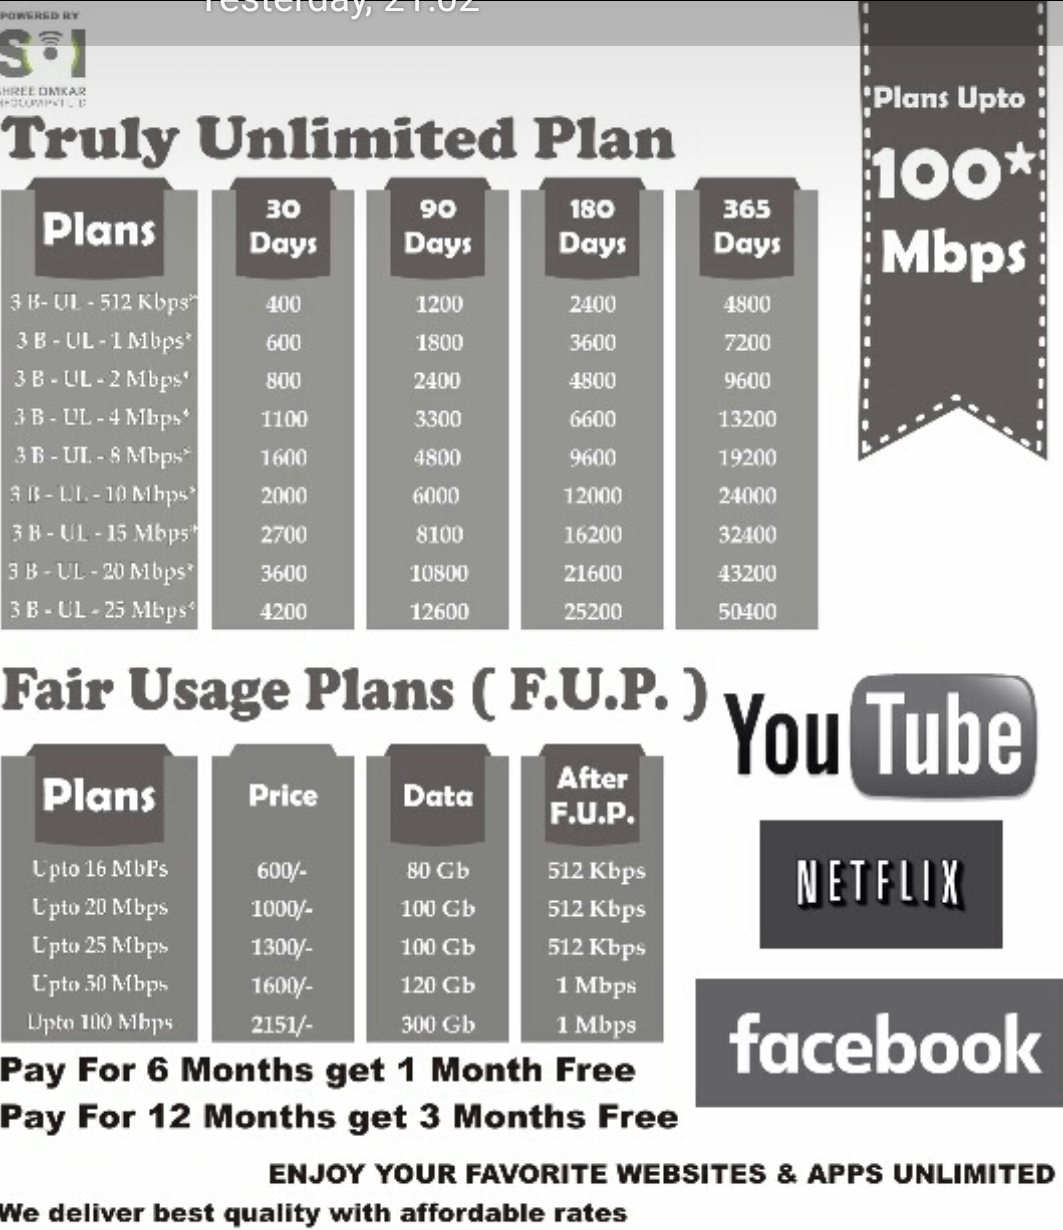 Yesterday, 21:02
POWERED BY
SOI
SHREE OMKAR
INFOCOM PVT LTD
Truly Unlimited Plan
Plans 30 Days 90 Days 180 Days 365 Days
3 B- UL - 512 Kbps* 400 1200 2400 4800
3 B - UL - 1 Mbps* 600 1800 3600 7200
3 B - UL - 2 Mbps* 800 2400 4800 9600
3 B - UL - 4 Mbps* 1100 3300 6600 13200
3 B - UL - 8 Mbps* 1600 4800 9600 19200
3 B - UL - 10 Mbps* 2000 6000 12000 24000
3 B - UL - 15 Mbps* 2700 8100 16200 32400
3 B - UL - 20 Mbps* 3600 10800 21600 43200
3 B - UL - 25 Mbps* 4200 12600 25200 50400
Plans Upto
100*
Mbps
Fair Usage Plans ( F.U.P. )
Plans Price Data After F.U.P.
Upto 16 MbPs 600/- 80 Gb 512 Kbps
Upto 20 Mbps 1000/- 100 Gb 512 Kbps
Upto 25 Mbps 1300/- 100 Gb 512 Kbps
Upto 50 Mbps 1600/- 120 Gb 1 Mbps
Upto 100 Mbps 2151/- 300 Gb 1 Mbps
YouTube
NETFLIX
facebook
Pay For 6 Months get 1 Month Free
Pay For 12 Months get 3 Months Free
ENJOY YOUR FAVORITE WEBSITES & APPS UNLIMITED
We deliver best quality with affordable rates